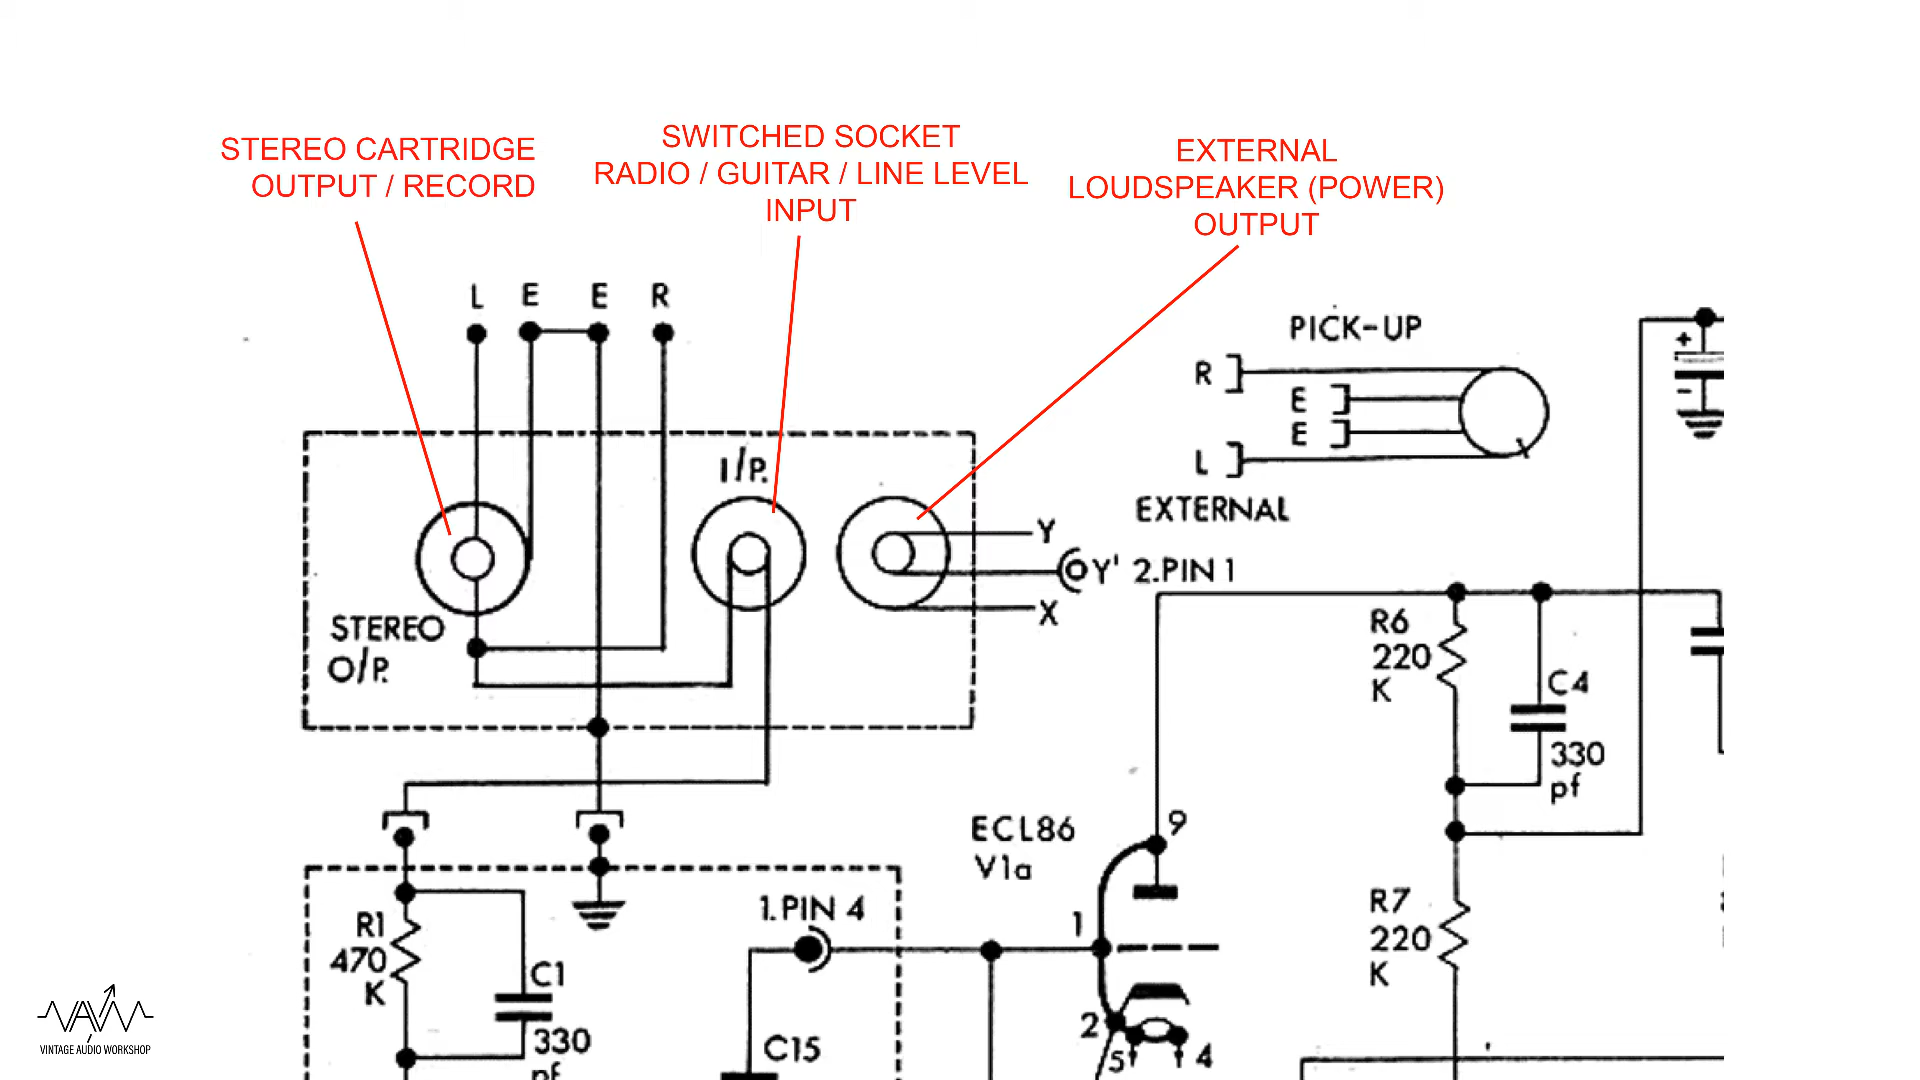 STEREO CARTRIDGE
OUTPUT / RECORD
SWITCHED SOCKET
RADIO / GUITAR / LINE LEVEL
INPUT
EXTERNAL
LOUDSPEAKER (POWER)
OUTPUT
L E E R
PICK-UP
R
E
E
L
I/P.
EXTERNAL
Y
Y' 2.PIN 1
X
STEREO
O/P.
R6
220
K
C4
330
pf
+
-
ECL86
V1a
9
1
2
5
4
1.PIN 4
R1
470
K
C1
330
pf
C15
R7
220
K
VINTAGE AUDIO WORKSHOP